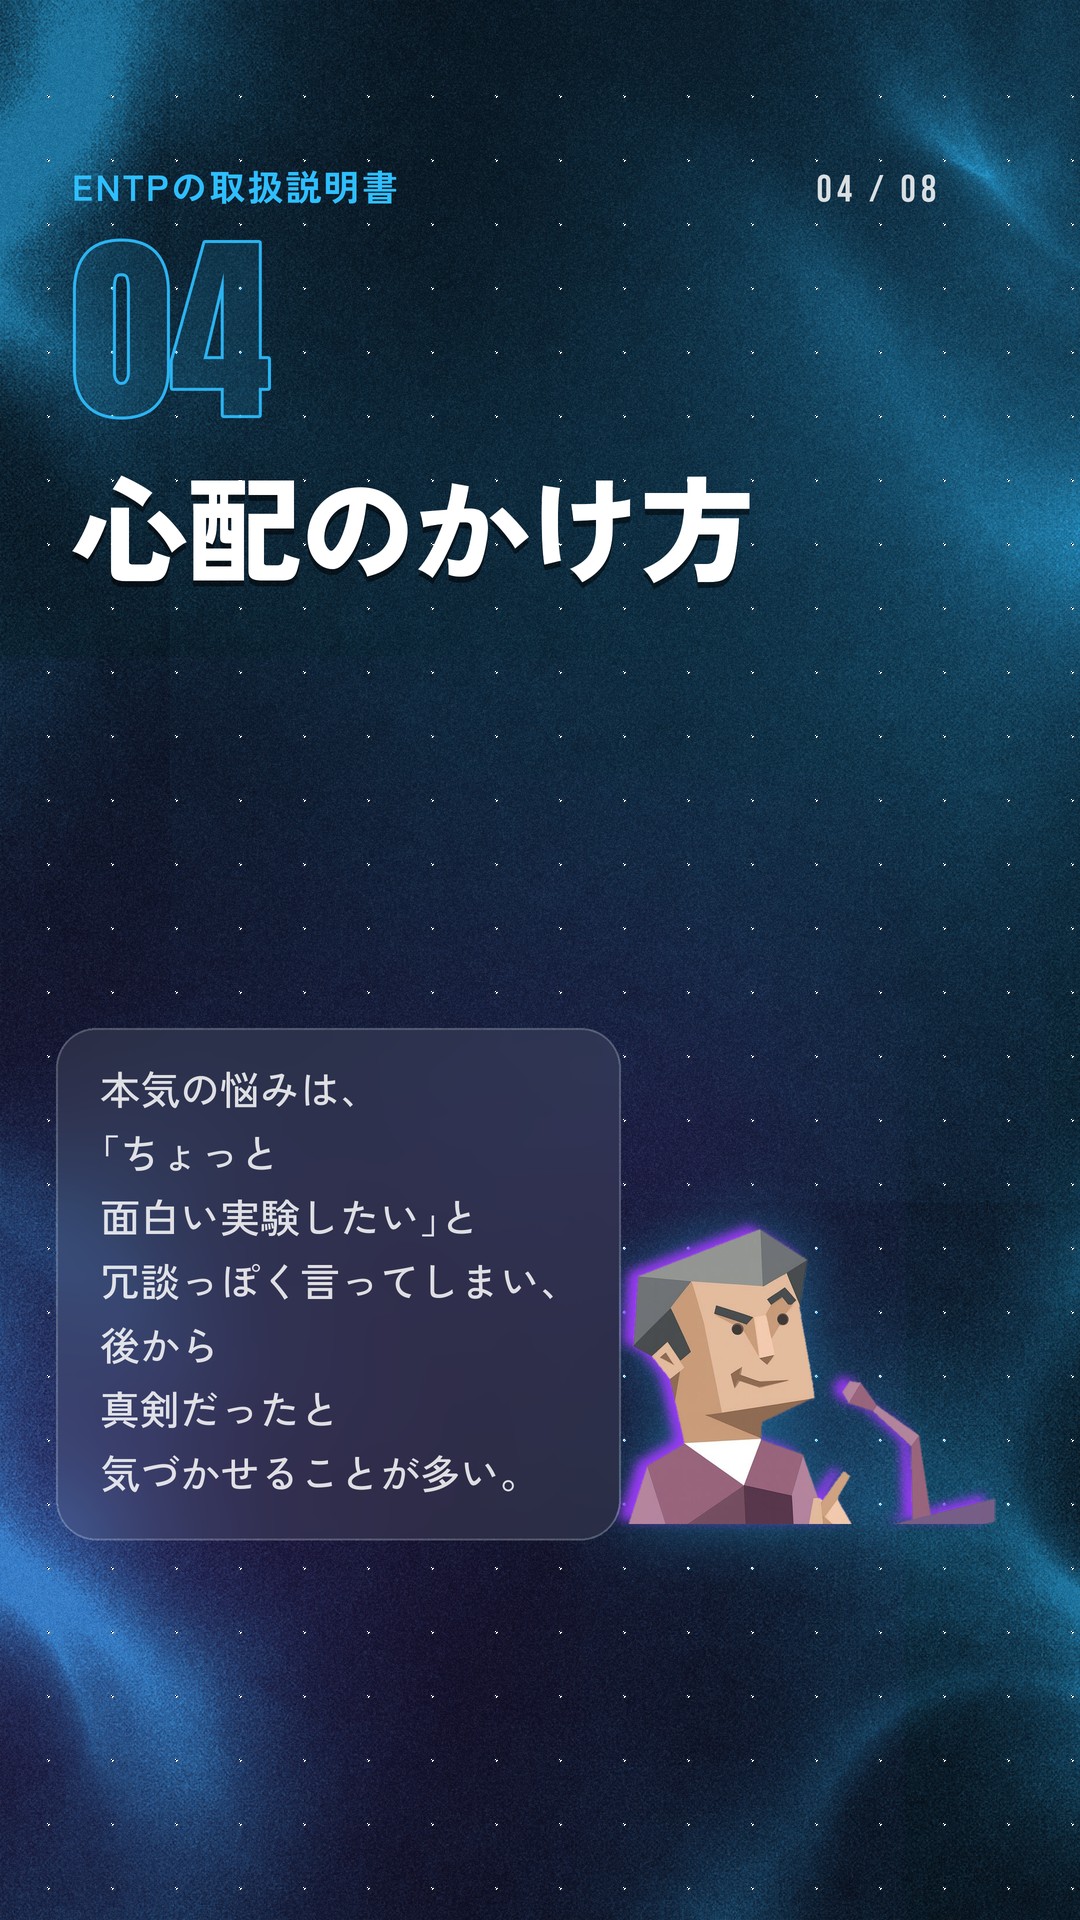 ENTPの取扱説明書
04 / 08
04
心配のかけ方
本気の悩みは、
「ちょっと
面白い実験したい」と
冗談っぽく言ってしまい、
後から
真剣だったと
気づかせることが多い。